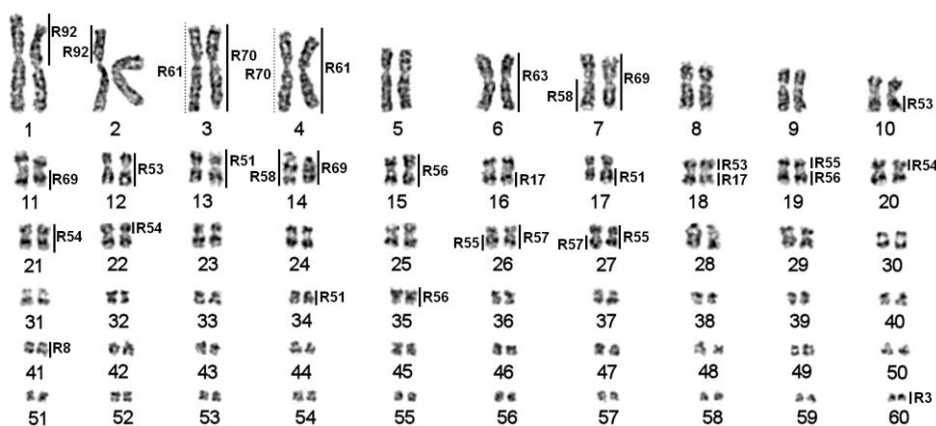 R92 R92 R61 R70 R70 R61 R63 R58 R69 R53
1 2 3 4 5 6 7 8 9 10
R69 R53 R51 R58 R69 R56 R17 R51 R53 R17 R55 R56 R54
11 12 13 14 15 16 17 18 19 20
R54 R54 R55 R57 R57 R55
21 22 23 24 25 26 27 28 29 30
R51 R56
31 32 33 34 35 36 37 38 39 40
R8
41 42 43 44 45 46 47 48 49 50
R3
51 52 53 54 55 56 57 58 59 60